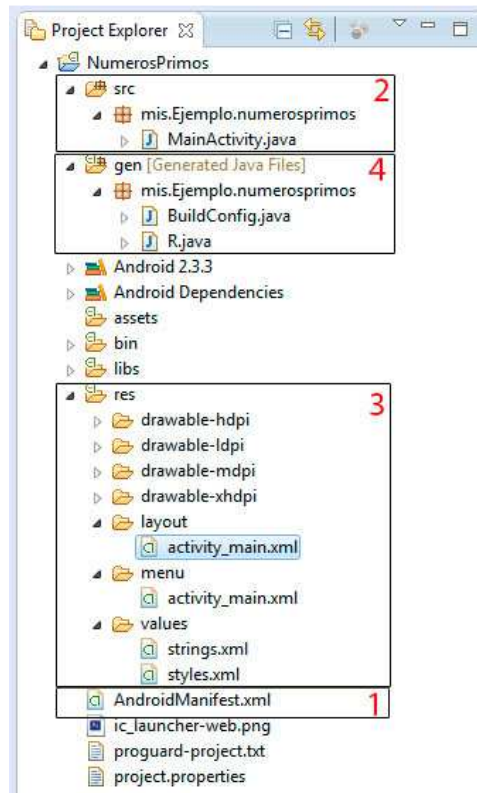 Project Explorer
NumerosPrimos
src
2
mis.Ejemplo.numerosprimos
MainActivity.java
gen [Generated Java Files]
4
mis.Ejemplo.numerosprimos
BuildConfig.java
R.java
Android 2.3.3
Android Dependencies
assets
bin
libs
res
3
drawable-hdpi
drawable-ldpi
drawable-mdpi
drawable-xhdpi
layout
activity_main.xml
menu
activity_main.xml
values
strings.xml
styles.xml
AndroidManifest.xml
1
ic_launcher-web.png
proguard-project.txt
project.properties